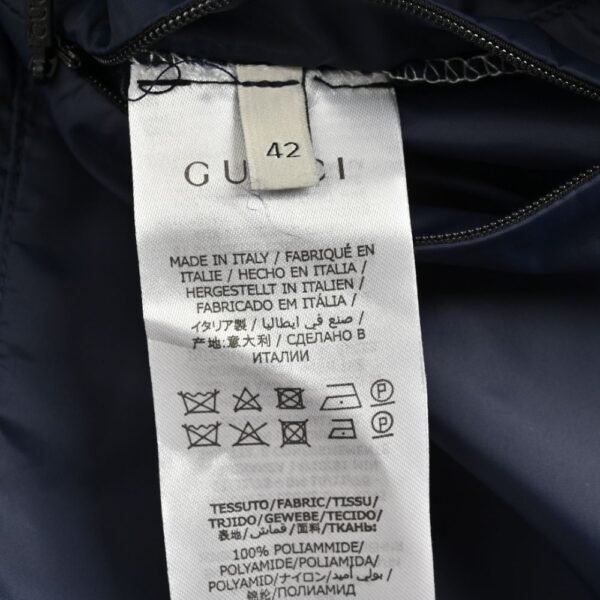 42
GUCCI
MADE IN ITALY / FABRIQUÉ EN
ITALIE / HECHO EN ITALIA /
HERGESTELLT IN ITALIEN /
FABRICADO EM ITÁLIA /
イタリア製 / صنع في ايطاليا /
产地:意大利 / СДЕЛАНО В
ИТАЛИИ
P
P
TESSUTO/FABRIC/TISSU/
TEJIDO/GEWEBE/TECIDO/
表地/面料/قماش/ТКАНЬ:
100% POLIAMMIDE/
POLYAMIDE/POLIAMIDA/
POLYAMID/ナイロン/بولي أميد/
锦纶/ПОЛИАМИД